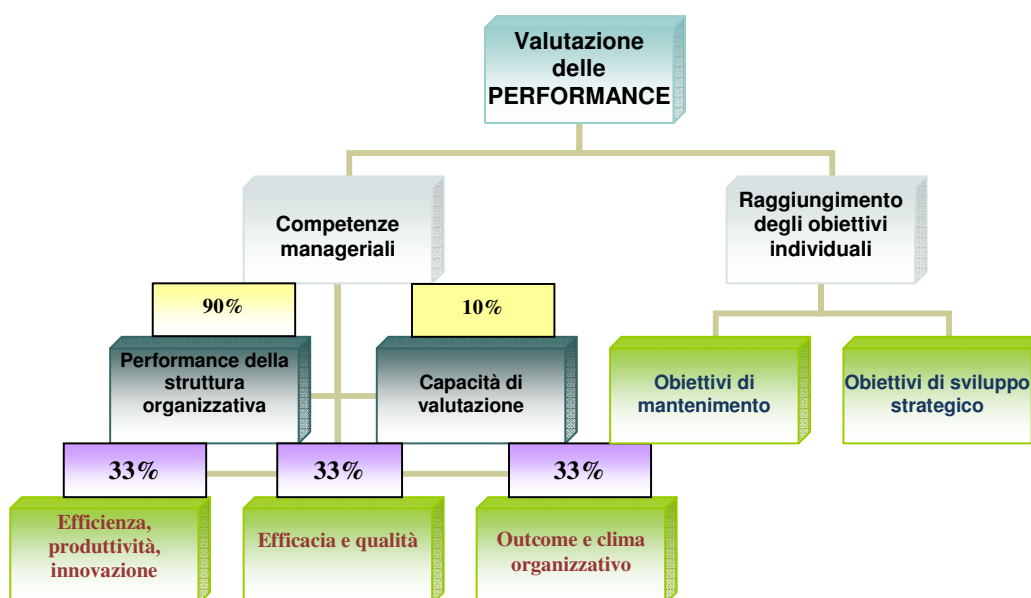 Valutazione
delle
PERFORMANCE
Competenze
manageriali
Raggiungimento
degli obiettivi
individuali
90%
10%
Performance della
struttura
organizzativa
Capacità di
valutazione
Obiettivi di
mantenimento
Obiettivi di sviluppo
strategico
33%
33%
33%
Efficienza,
produttività,
innovazione
Efficacia e qualità
Outcome e clima
organizzativo